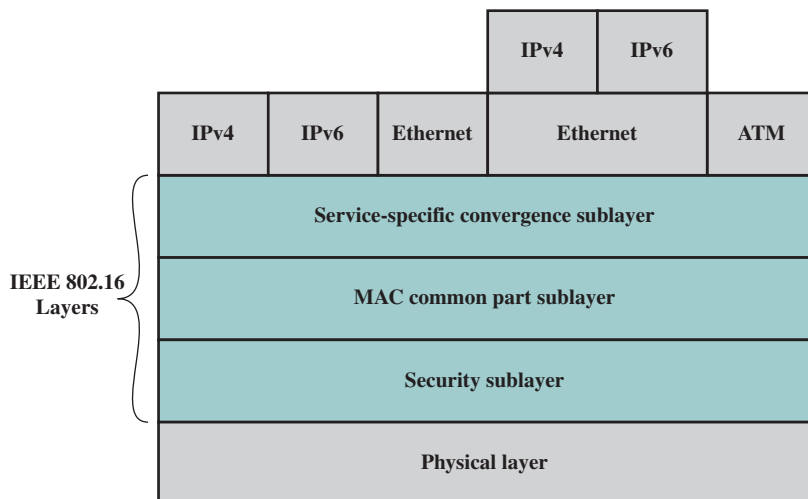 IPv4 IPv6
IPv4 IPv6 Ethernet Ethernet ATM
Service-specific convergence sublayer
IEEE 802.16
Layers
MAC common part sublayer
Security sublayer
Physical layer